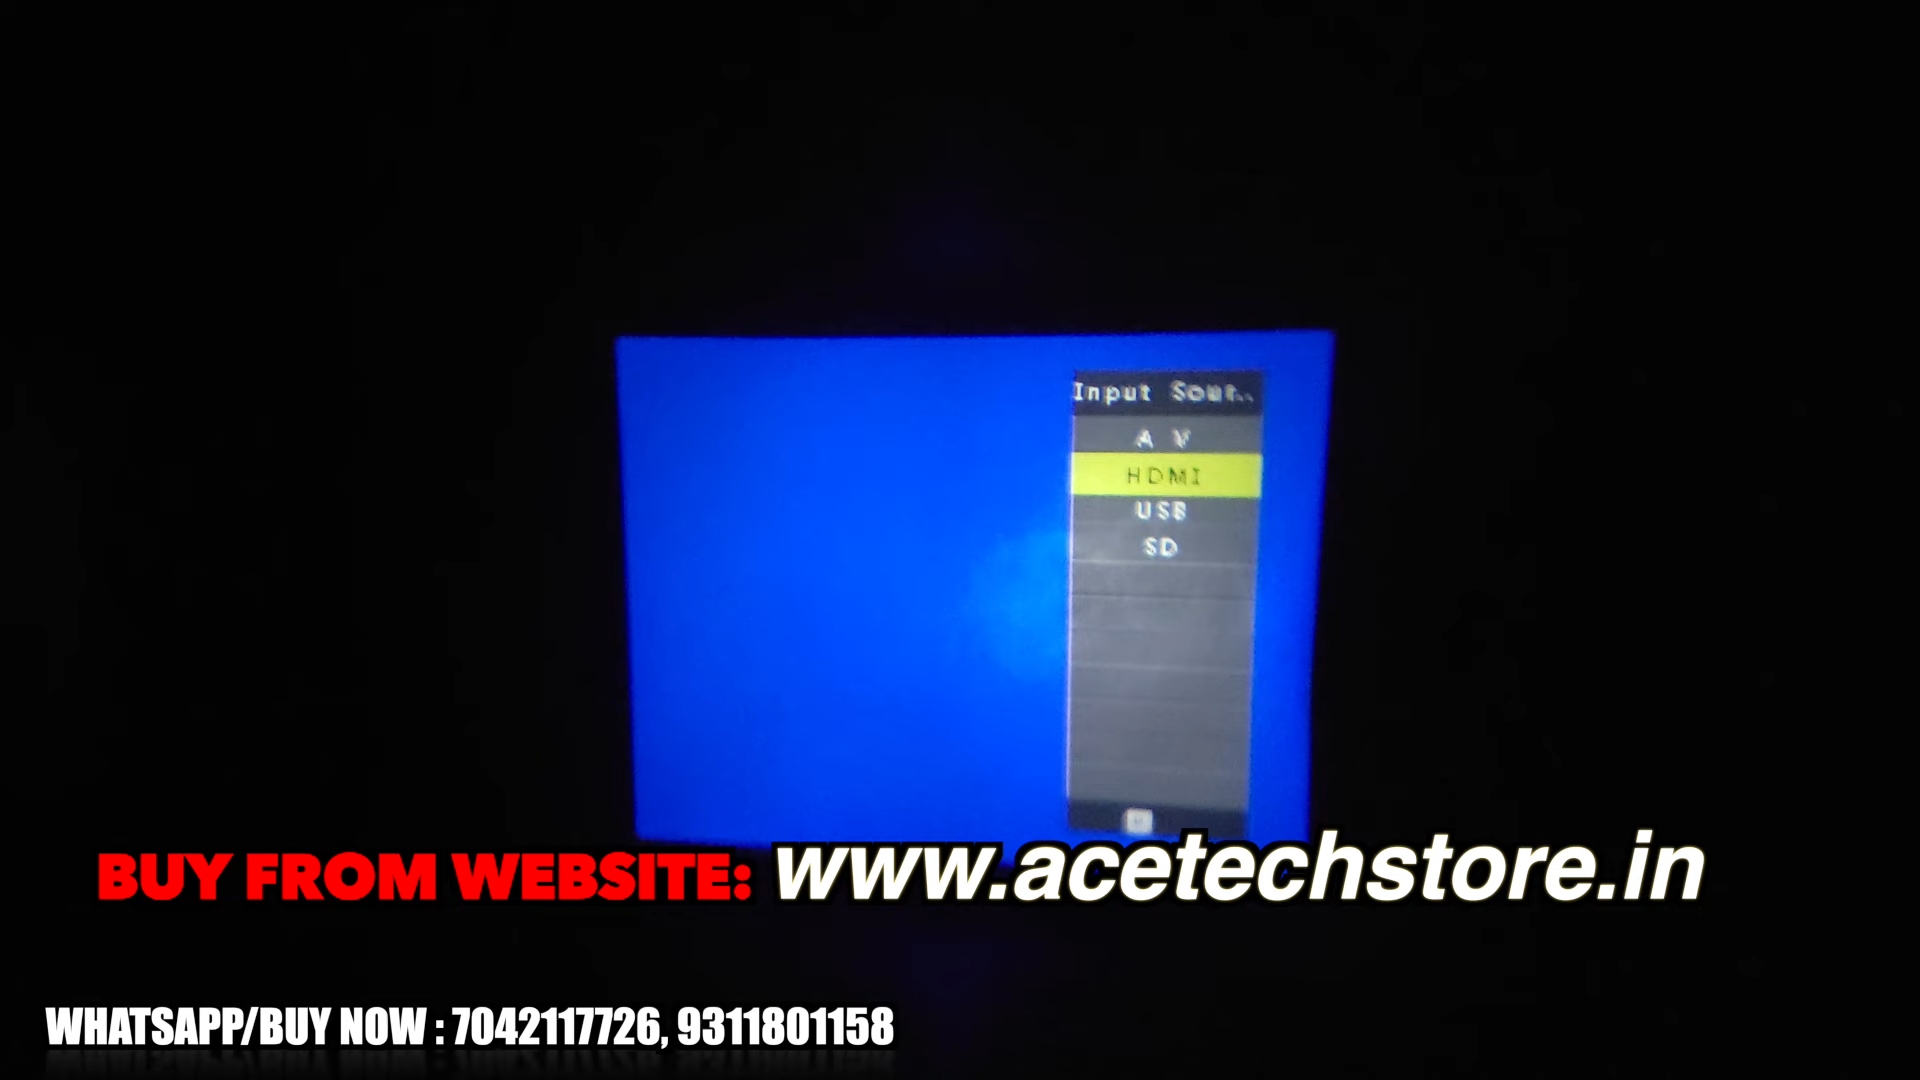 Input Sour..
A V
HDMI
USB
SD
BUY FROM WEBSITE: www.acetechstore.in
WHATSAPP/BUY NOW : 7042117726, 9311801158